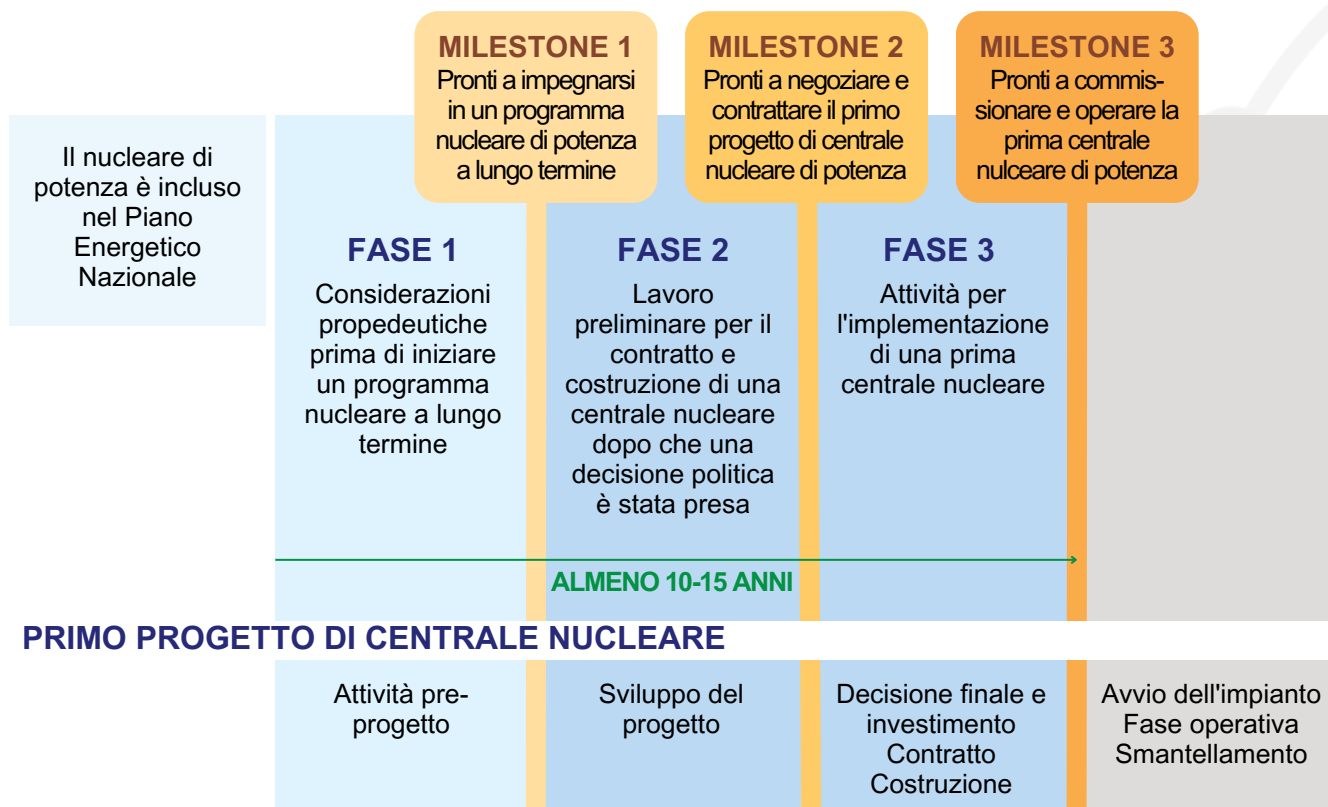 MILESTONE 1
Pronti a impegnarsi
in un programma
nucleare di potenza
a lungo termine
MILESTONE 2
Pronti a negoziare e
contrattare il primo
progetto di centrale
nucleare di potenza
MILESTONE 3
Pronti a commis-
sionare e operare la
prima centrale
nulceare di potenza
Il nucleare di
potenza è incluso
nel Piano
Energetico
Nazionale
FASE 1
Considerazioni
propedeutiche
prima di iniziare
un programma
nucleare a lungo
termine
FASE 2
Lavoro
preliminare per il
contratto e
costruzione di una
centrale nucleare
dopo che una
decisione politica
è stata presa
FASE 3
Attività per
l'implementazione
di una prima
centrale nucleare
ALMENO 10-15 ANNI
PRIMO PROGETTO DI CENTRALE NUCLEARE
Attività pre-
progetto
Sviluppo del
progetto
Decisione finale e
investimento
Contratto
Costruzione
Avvio dell'impianto
Fase operativa
Smantellamento